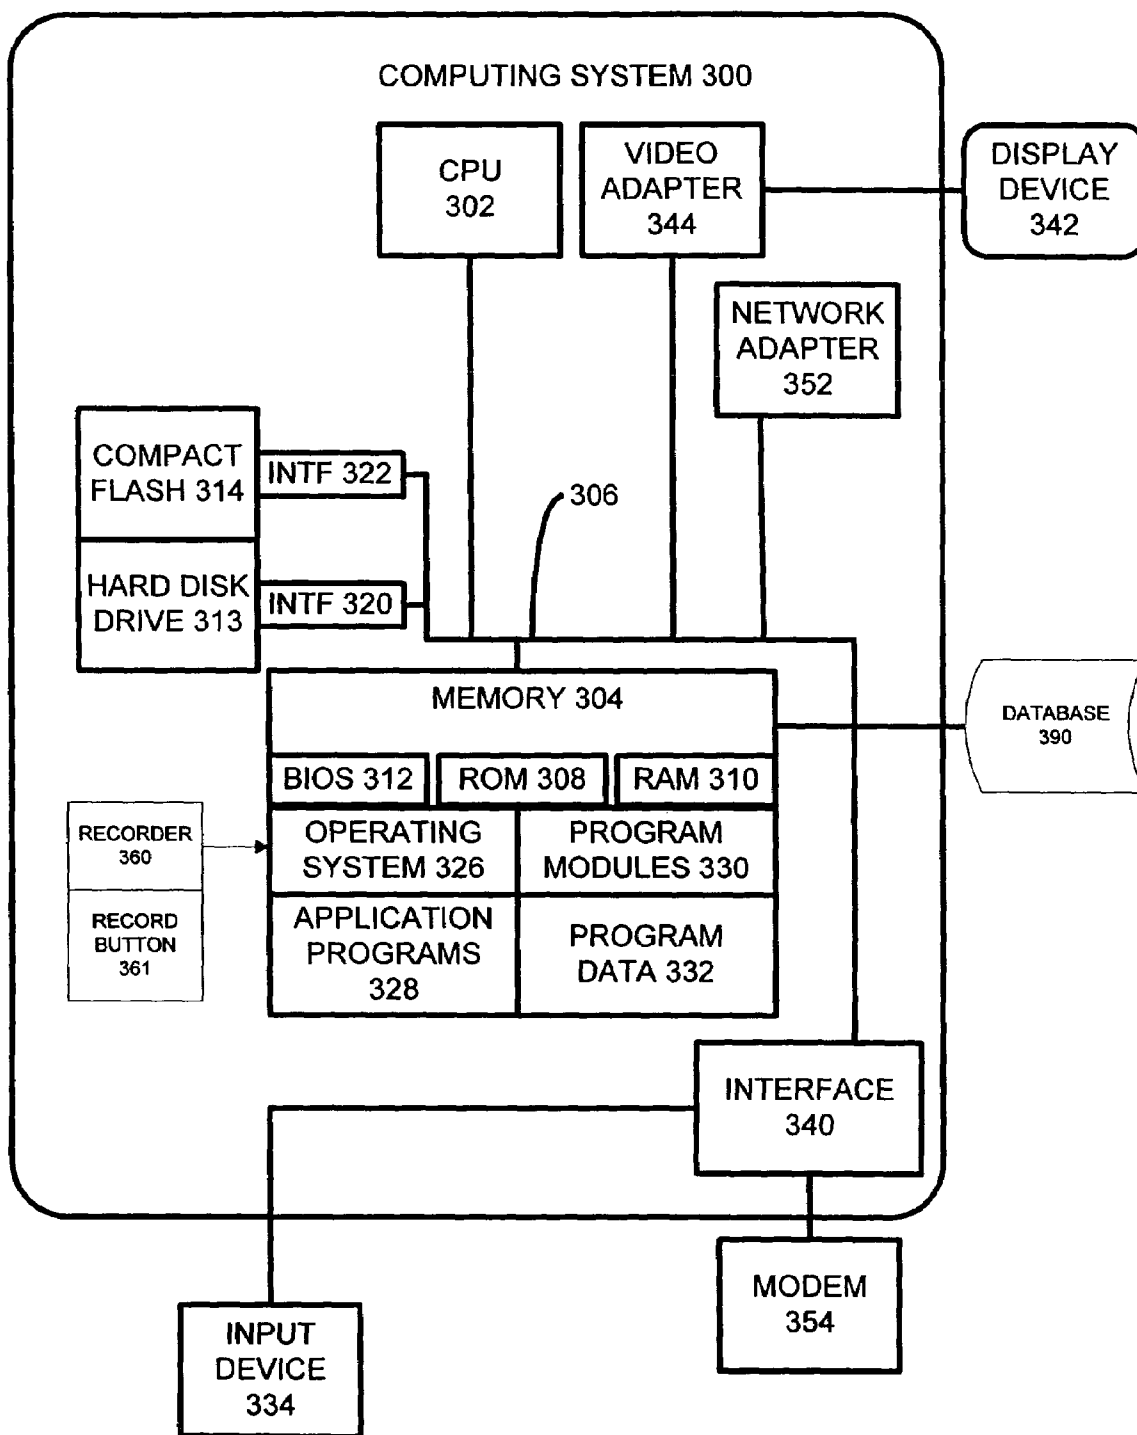 COMPUTING SYSTEM 300
CPU
302
VIDEO
ADAPTER
344
DISPLAY
DEVICE
342
NETWORK
ADAPTER
352
COMPACT
FLASH 314
INTF 322
306
HARD DISK
DRIVE 313
INTF 320
MEMORY 304
DATABASE
390
BIOS 312
ROM 308
RAM 310
RECORDER
360
OPERATING
SYSTEM 326
PROGRAM
MODULES 330
RECORD
BUTTON
361
APPLICATION
PROGRAMS
328
PROGRAM
DATA 332
INTERFACE
340
MODEM
354
INPUT
DEVICE
334